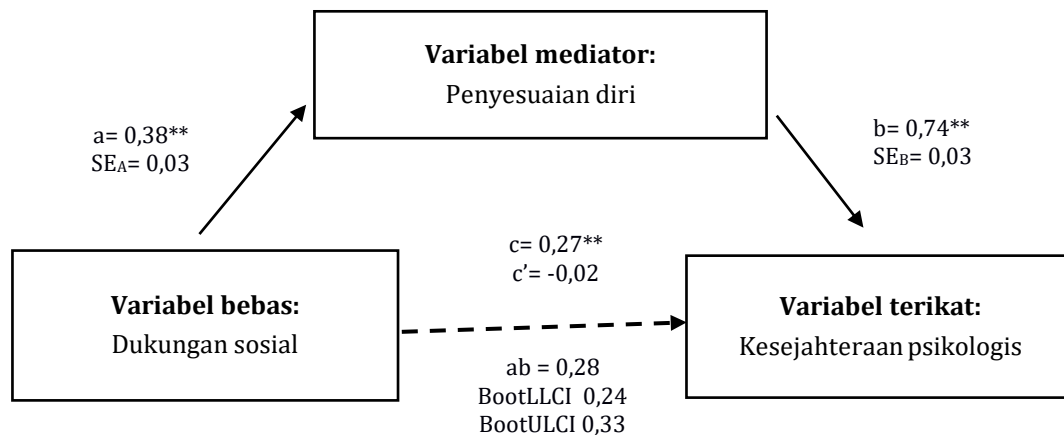 Variabel mediator:
Penyesuaian diri
a= 0,38**
SEA= 0,03
b= 0,74**
SEB= 0,03
c= 0,27**
c’= -0,02
Variabel bebas:
Dukungan sosial
Variabel terikat:
Kesejahteraan psikologis
ab = 0,28
BootLLCI 0,24
BootULCI 0,33